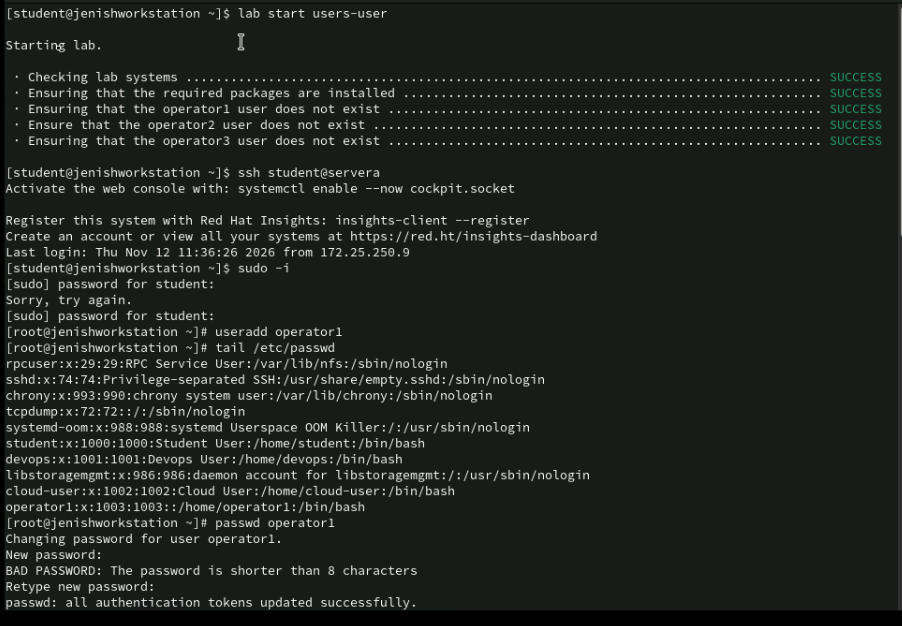 [student@jenishworkstation ~]$ lab start users-user
Starting lab.
· Checking lab systems ............................................................................... SUCCESS
· Ensuring that the required packages are installed .................................................... SUCCESS
· Ensuring that the operator1 user does not exist ...................................................... SUCCESS
· Ensure that the operator2 user does not exist ........................................................ SUCCESS
· Ensuring that the operator3 user does not exist ...................................................... SUCCESS
[student@jenishworkstation ~]$ ssh student@servera
Activate the web console with: systemctl enable --now cockpit.socket
Register this system with Red Hat Insights: insights-client --register
Create an account or view all your systems at https://red.ht/insights-dashboard
Last login: Thu Nov 12 11:36:26 2026 from 172.25.250.9
[student@jenishworkstation ~]$ sudo -i
[sudo] password for student:
Sorry, try again.
[sudo] password for student:
[root@jenishworkstation ~]# useradd operator1
[root@jenishworkstation ~]# tail /etc/passwd
rpcuser:x:29:29:RPC Service User:/var/lib/nfs:/sbin/nologin
sshd:x:74:74:Privilege-separated SSH:/usr/share/empty.sshd:/sbin/nologin
chrony:x:993:990:chrony system user:/var/lib/chrony:/sbin/nologin
tcpdump:x:72:72::/:/sbin/nologin
systemd-oom:x:988:988:systemd Userspace OOM Killer:/:/usr/sbin/nologin
student:x:1000:1000:Student User:/home/student:/bin/bash
devops:x:1001:1001:Devops User:/home/devops:/bin/bash
libstoragemgmt:x:986:986:daemon account for libstoragemgmt:/:/usr/sbin/nologin
cloud-user:x:1002:1002:Cloud User:/home/cloud-user:/bin/bash
operator1:x:1003:1003::/home/operator1:/bin/bash
[root@jenishworkstation ~]# passwd operator1
Changing password for user operator1.
New password:
BAD PASSWORD: The password is shorter than 8 characters
Retype new password:
passwd: all authentication tokens updated successfully.